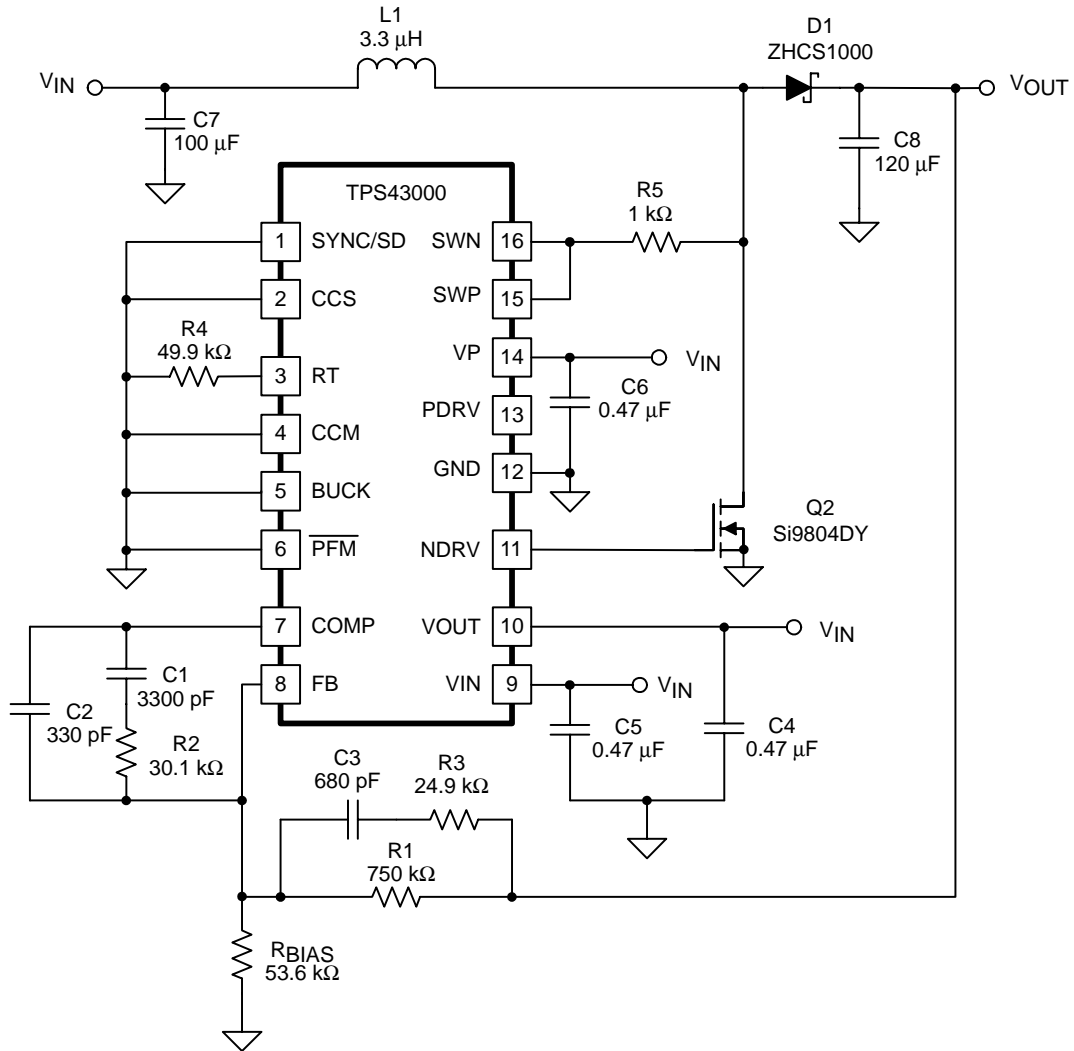 L1
3.3 μH
D1
ZHCS1000
VIN
VOUT
C7
100 μF
C8
120 μF
TPS43000
R5
1 kΩ
1
SYNC/SD
SWN
16
2
CCS
SWP
15
R4
49.9 kΩ
3
RT
VP
14
VIN
C6
0.47 μF
PDRV
13
4
CCM
GND
12
5
BUCK
Q2
Si9804DY
6
PFM
NDRV
11
7
COMP
VOUT
10
VIN
C1
3300 pF
8
FB
VIN
9
VIN
C2
330 pF
C5
0.47 μF
C4
0.47 μF
R2
30.1 kΩ
C3
680 pF
R3
24.9 kΩ
R1
750 kΩ
RBIAS
53.6 kΩ